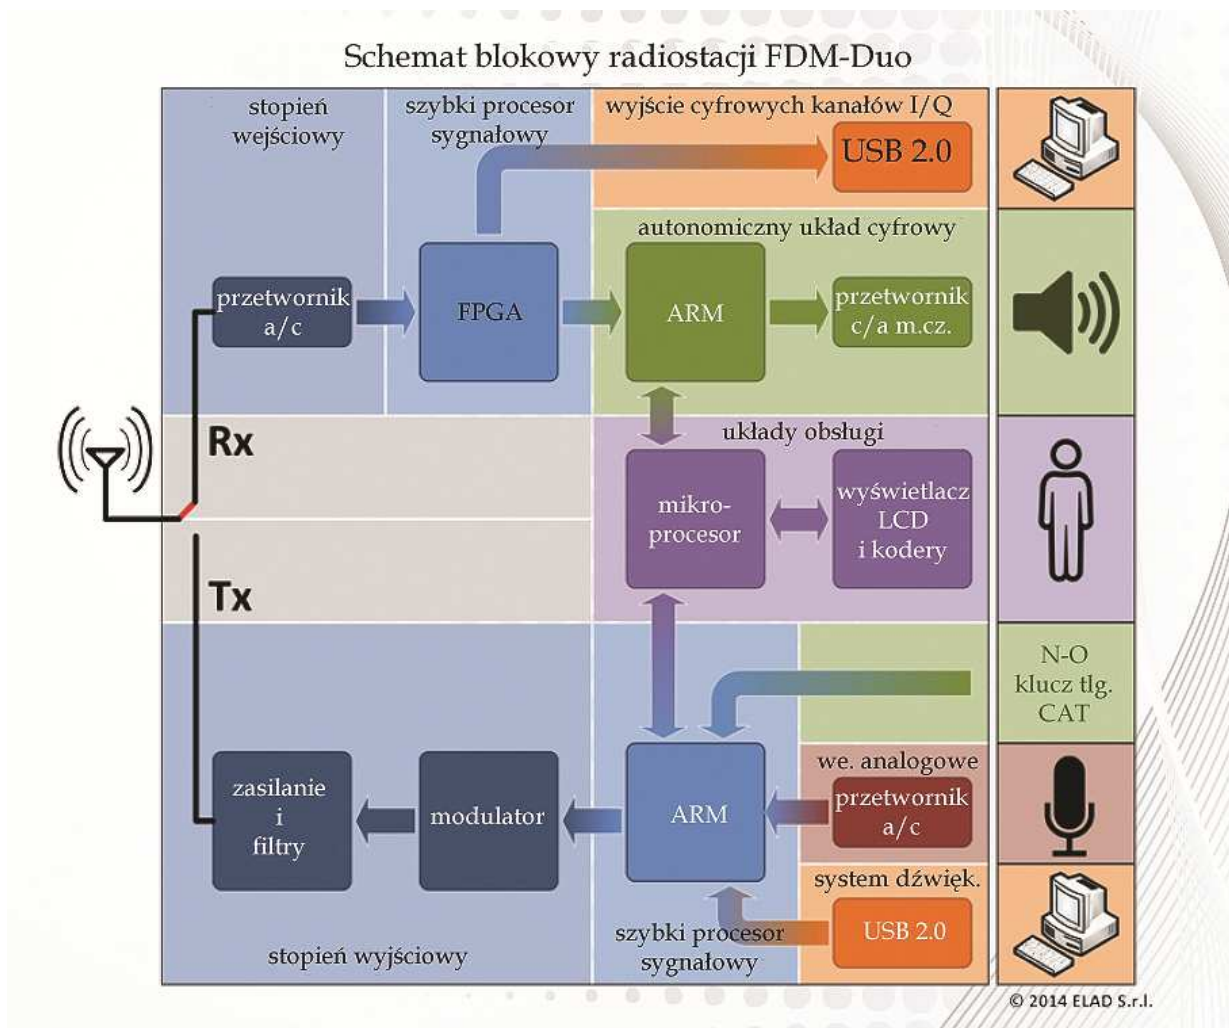 Schemat blokowy radiostacji FDM-Duo
stopień
wejściowy
szybki procesor
sygnałowy
wyjście cyfrowych kanałów I/Q
USB 2.0
autonomiczny układ cyfrowy
przetwornik
a/c
FPGA
ARM
przetwornik
c/a m.cz.
Rx
układy obsługi
mikro-
procesor
wyświetlacz
LCD
i kodery
Tx
N-O
klucz tlg.
CAT
we. analogowe
zasilanie
i
filtry
modulator
ARM
przetwornik
a/c
system dźwięk.
USB 2.0
szybki procesor
sygnałowy
stopień wyjściowy
© 2014 ELAD S.r.l.